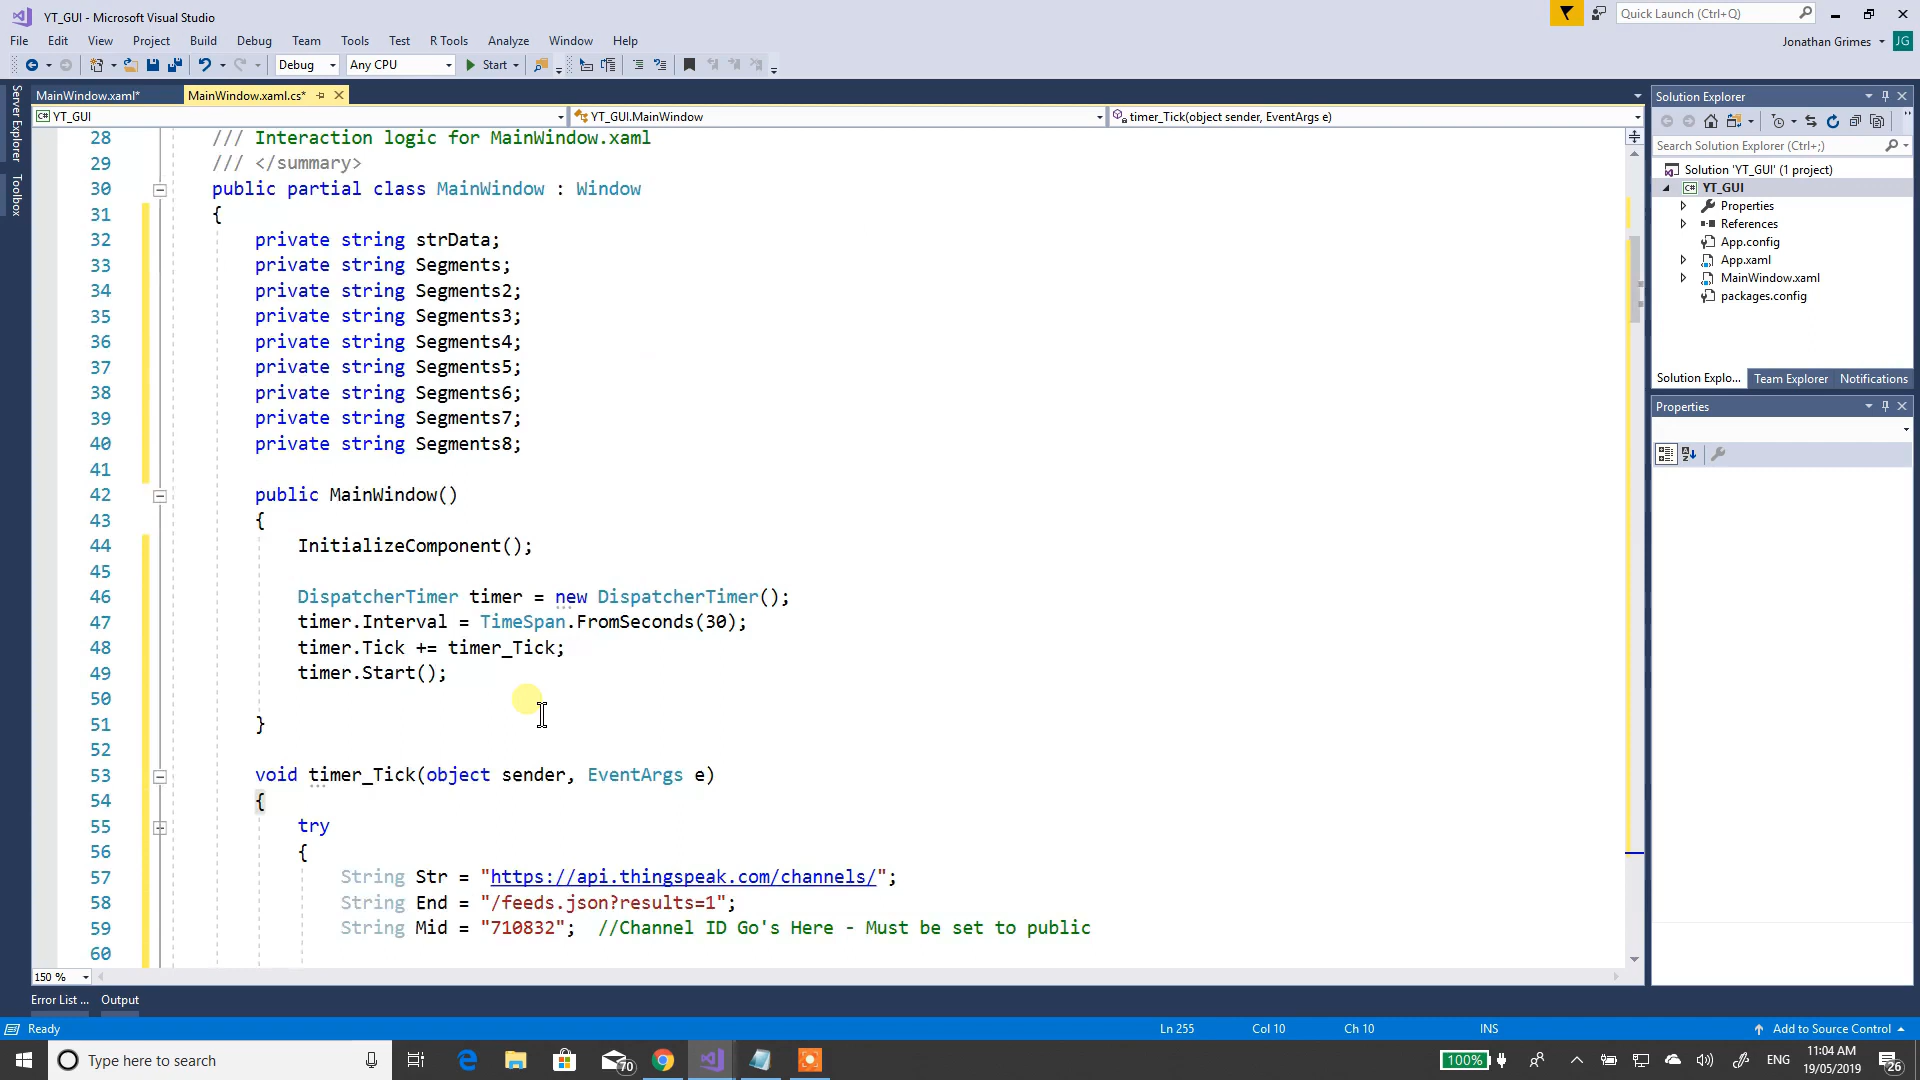 YT_GUI - Microsoft Visual Studio
Quick Launch (Ctrl+Q)
File Edit View Project Build Debug Team Tools Test R Tools Analyze Window Help
Jonathan Grimes JG
Debug Any CPU Start
Server Explorer
Toolbox
MainWindow.xaml* MainWindow.xaml.cs*
YT_GUI YT_GUI.MainWindow timer_Tick(object sender, EventArgs e)
28 /// Interaction logic for MainWindow.xaml
29 /// </summary>
30 public partial class MainWindow : Window
31 {
32 private string strData;
33 private string Segments;
34 private string Segments2;
35 private string Segments3;
36 private string Segments4;
37 private string Segments5;
38 private string Segments6;
39 private string Segments7;
40 private string Segments8;
41
42 public MainWindow()
43 {
44 InitializeComponent();
45
46 DispatcherTimer timer = new DispatcherTimer();
47 timer.Interval = TimeSpan.FromSeconds(30);
48 timer.Tick += timer_Tick;
49 timer.Start();
50
51 }
52
53 void timer_Tick(object sender, EventArgs e)
54 {
55 try
56 {
57 String Str = "https://api.thingspeak.com/channels/";
58 String End = "/feeds.json?results=1";
59 String Mid = "710832"; //Channel ID Go's Here - Must be set to public
60
150 %
Solution Explorer
Search Solution Explorer (Ctrl+;)
Solution 'YT_GUI' (1 project)
YT_GUI
Properties
References
App.config
App.xaml
MainWindow.xaml
packages.config
Solution Explo... Team Explorer Notifications
Properties
Error List ... Output
Ready Ln 255 Col 10 Ch 10 INS Add to Source Control
Type here to search
70
100%
ENG
11:04 AM
19/05/2019
26